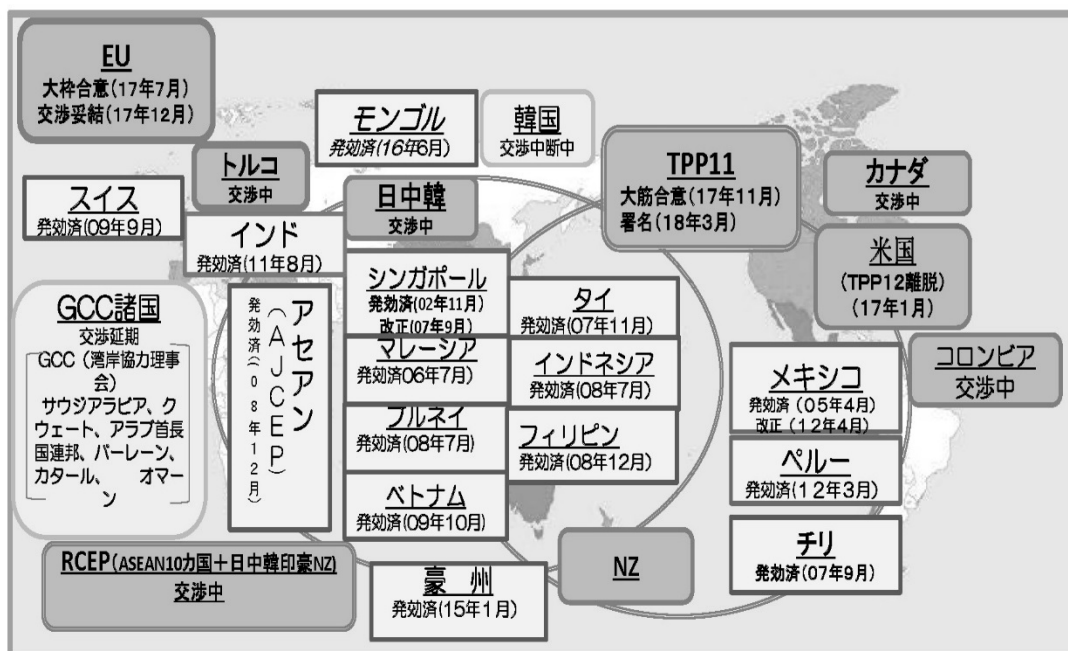 EU
大枠合意(17年7月)
交渉妥結(17年12月)
モンゴル
発効済(16年6月)
韓国
交渉中断中
トルコ
交渉中
TPP11
大筋合意(17年11月)
署名(18年3月)
カナダ
交渉中
スイス
発効済(09年9月)
日中韓
交渉中
インド
発効済(11年8月)
米国
(TPP12離脱)
(17年1月)
シンガポール
発効済(02年11月)
改正(07年9月)
タイ
発効済(07年11月)
GCC諸国
交渉延期
GCC（湾岸協力理事
会）
サウジアラビア、ク
ウェート、アラブ首長
国連邦、バーレーン、
カタール、 オマー
ン
アセアン
(AJCEP)
発効済(08年12月)
マレーシア
発効済06年7月)
インドネシア
発効済(08年7月)
メキシコ
発効済（05年4月）
改正（12年4月）
コロンビア
交渉中
ブルネイ
発効済(08年7月)
フィリピン
発効済(08年12月)
ペルー
発効済(12年3月)
ベトナム
発効済(09年10月)
チリ
発効済(07年9月)
RCEP(ASEAN10カ国＋日中韓印豪NZ)
交渉中
豪 州
発効済(15年1月)
NZ